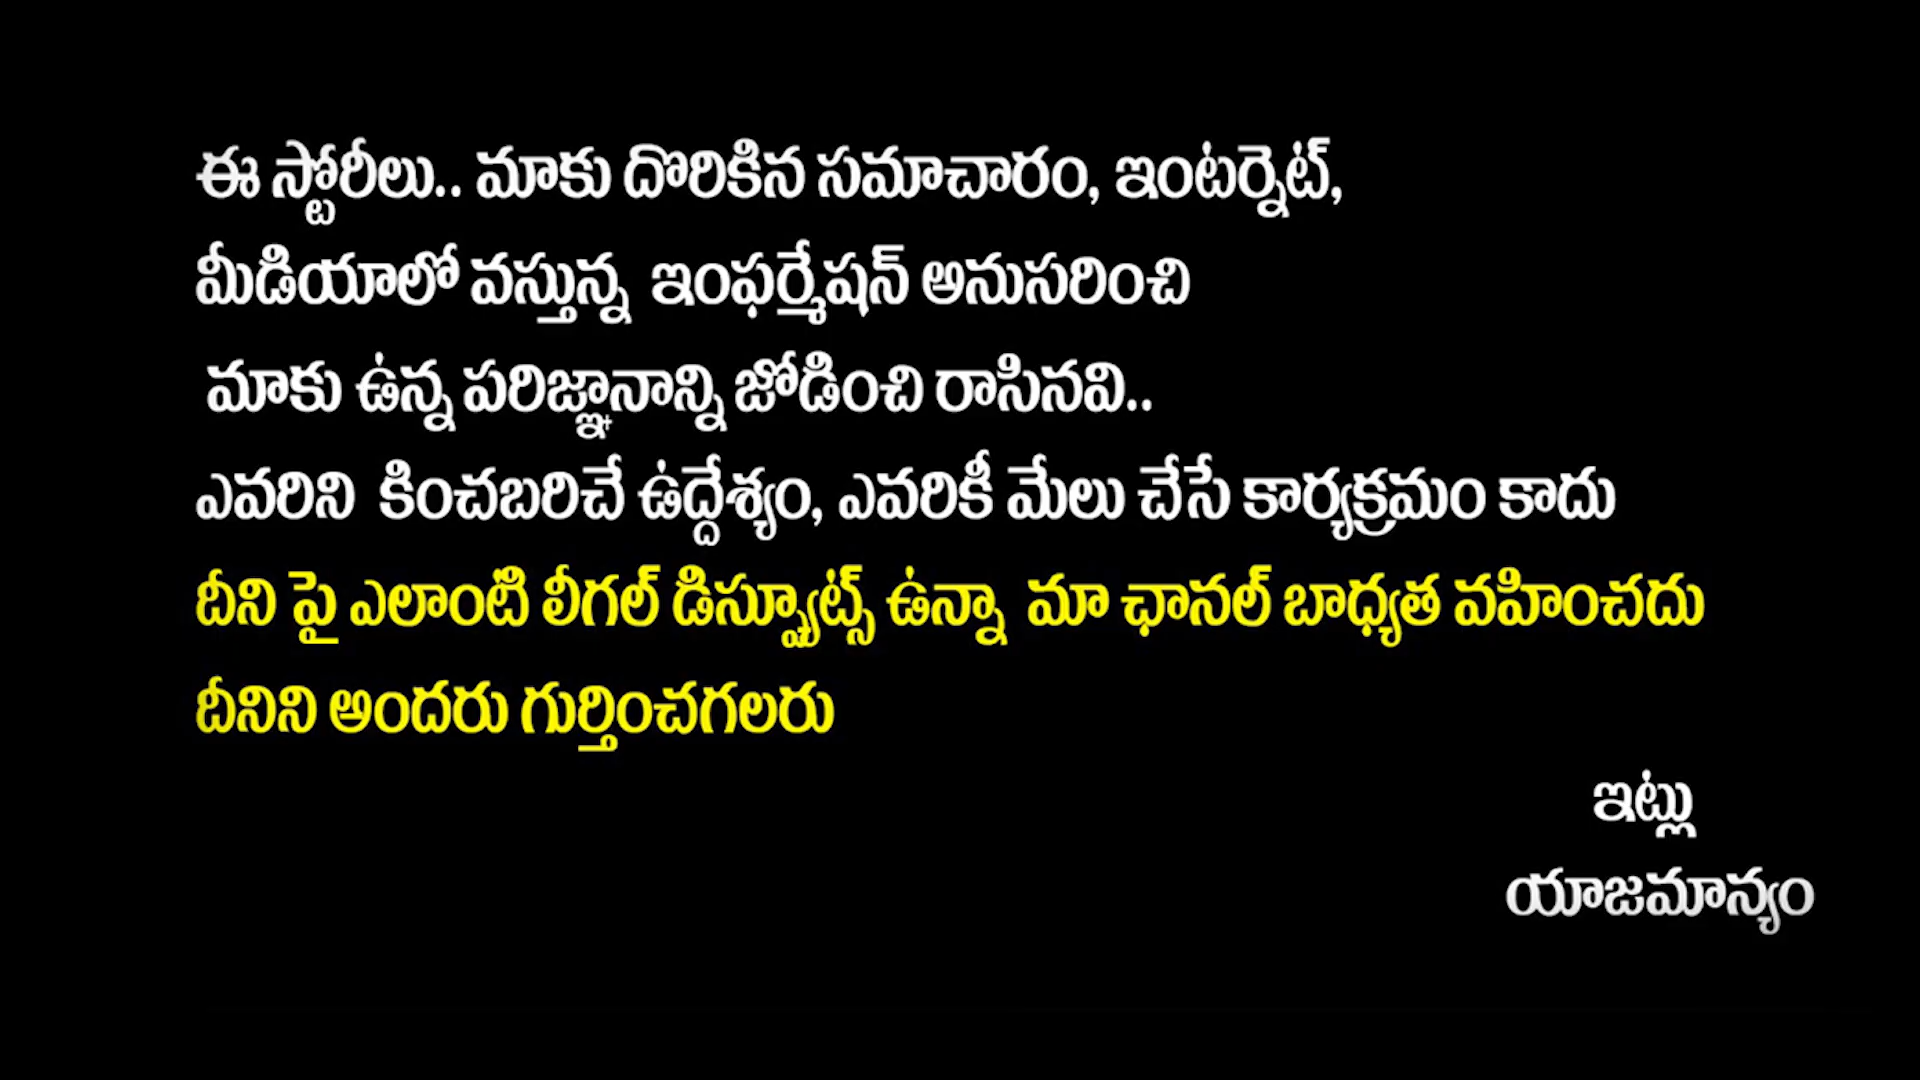 ఈ స్టోరీలు.. మాకు దొరికిన సమాచారం, ఇంటర్నెట్,
మీడియాలో వస్తున్న ఇంఫర్మేషన్ అనుసరించి
మాకు ఉన్న పరిజ్ఞానాన్ని జోడించి రాసినవి..
ఎవరిని కించబరిచే ఉద్దేశ్యం, ఎవరికీ మేలు చేసే కార్యక్రమం కాదు
దీని పై ఎలాంటి లీగల్ డిస్ప్యూట్స్ ఉన్నా మా ఛానల్ బాధ్యత వహించదు
దీనిని అందరు గుర్తించగలరు
ఇట్లు
యాజమాన్యం